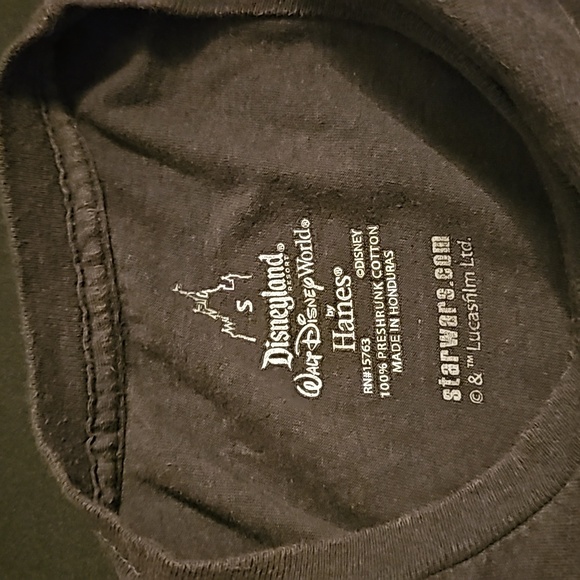 S
Disneyland®
RESORT
WALT DISNEY World®
by
Hanes®
RN#15763 ©DISNEY
100% PRESHRUNK COTTON
MADE IN HONDURAS
starwars.com
© & ™ Lucasfilm Ltd.